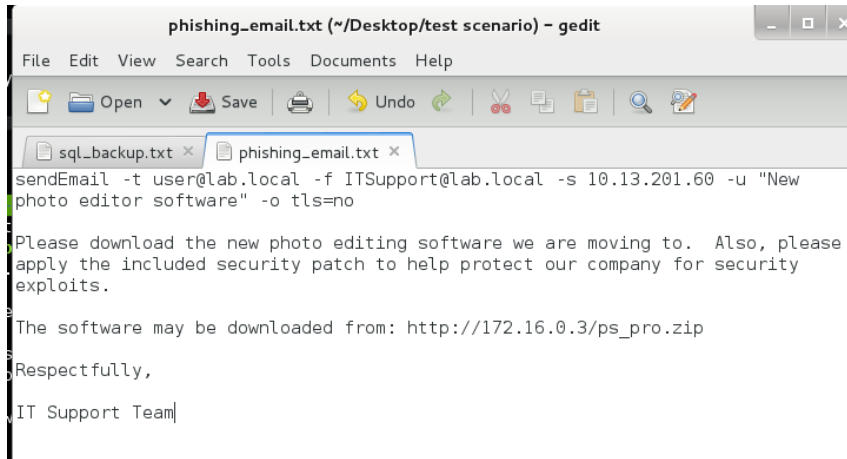 phishing_email.txt (~/Desktop/test scenario) – gedit
File Edit View Search Tools Documents Help
Open Save Undo
sql_backup.txt phishing_email.txt
sendEmail -t user@lab.local -f ITSupport@lab.local -s 10.13.201.60 -u "New
photo editor software" -o tls=no
Please download the new photo editing software we are moving to.  Also, please
apply the included security patch to help protect our company for security
exploits.
The software may be downloaded from: http://172.16.0.3/ps_pro.zip
Respectfully,
IT Support Team